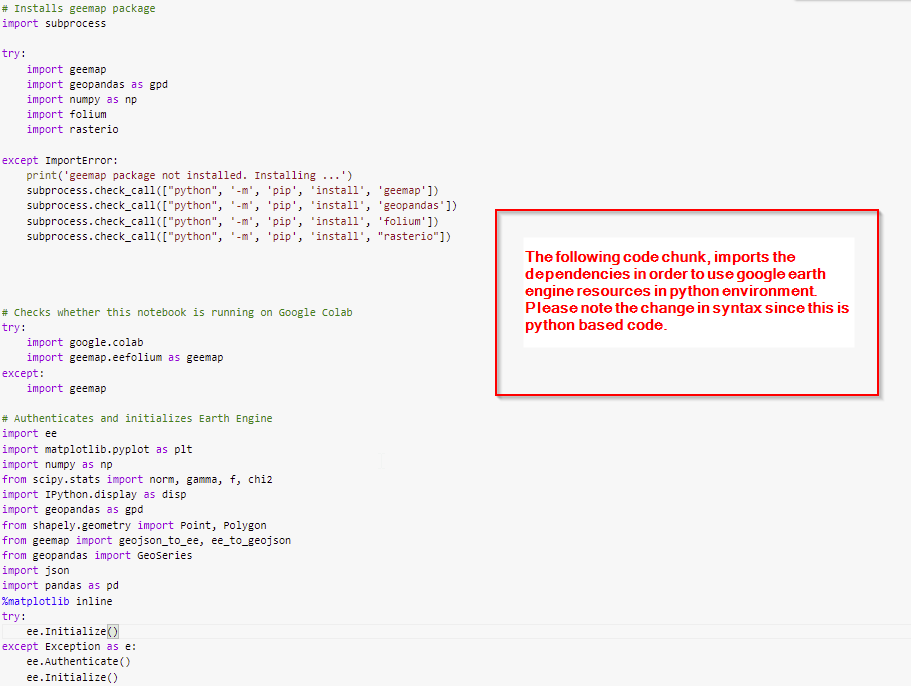 # Installs geemap package
import subprocess
try:
import geemap
import geopandas as gpd
import numpy as np
import folium
import rasterio
except ImportError:
print('geemap package not installed. Installing ...')
subprocess.check_call(["python", '-m', 'pip', 'install', 'geemap'])
subprocess.check_call(["python", '-m', 'pip', 'install', 'geopandas'])
subprocess.check_call(["python", '-m', 'pip', 'install', 'folium'])
subprocess.check_call(["python", '-m', 'pip', 'install', "rasterio"])
The following code chunk, imports the
dependencies in order to use google earth
engine resources in python environment.
Please note the change in syntax since this is
python based code.
# Checks whether this notebook is running on Google Colab
try:
import google.colab
import geemap.eefolium as geemap
except:
import geemap
# Authenticates and initializes Earth Engine
import ee
import matplotlib.pyplot as plt
import numpy as np
from scipy.stats import norm, gamma, f, chi2
import IPython.display as disp
import geopandas as gpd
from shapely.geometry import Point, Polygon
from geemap import geojson_to_ee, ee_to_geojson
from geopandas import GeoSeries
import json
import pandas as pd
%matplotlib inline
try:
ee.Initialize()
except Exception as e:
ee.Authenticate()
ee.Initialize()